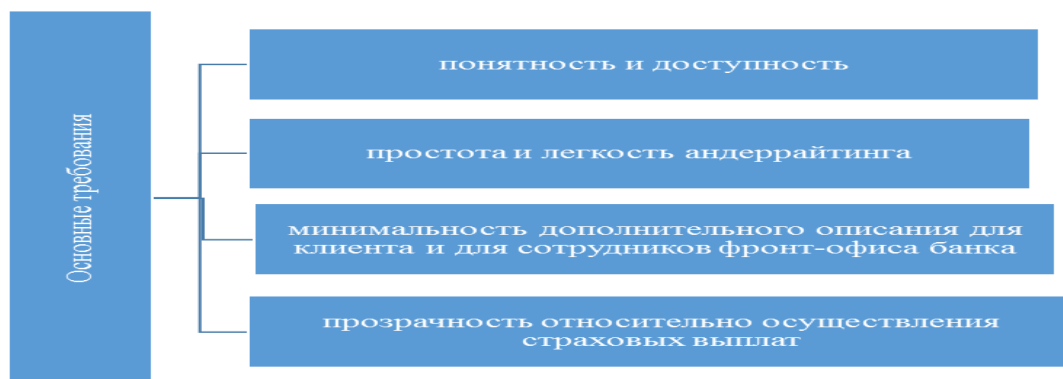 Основные требования
понятность и доступность
простота и легкость андеррайтинга
минимальность дополнительного описания для
клиента и для сотрудников фронт-офиса банка
прозрачность относительно осуществления
страховых выплат